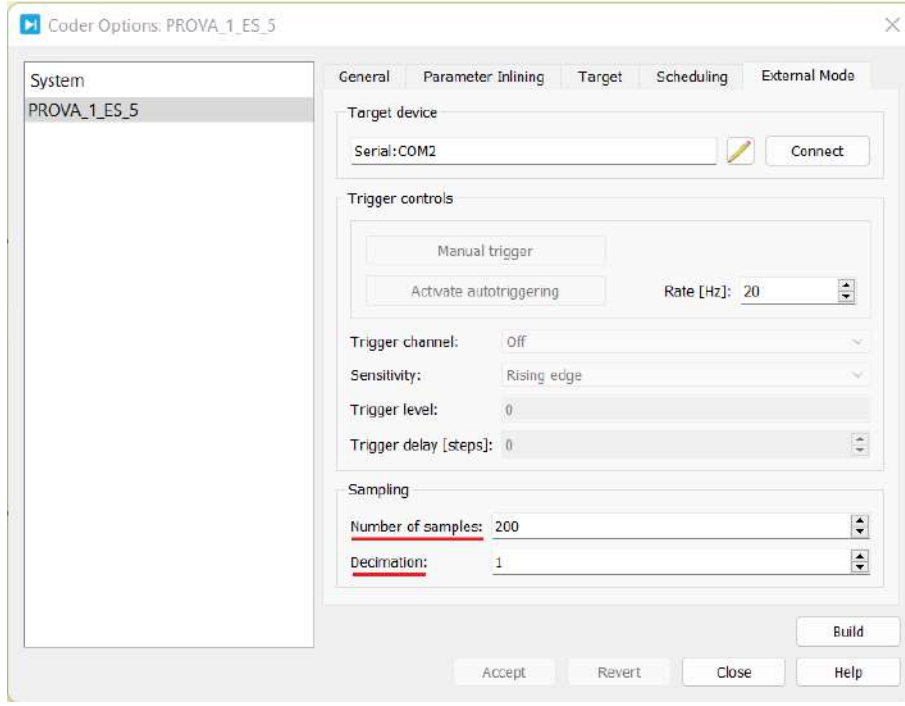 Coder Options: PROVA_1_ES_5
System
PROVA_1_ES_5
General Parameter Inlining Target Scheduling External Mode
Target device
Serial:COM2 Connect
Trigger controls
Manual trigger
Activate autotriggering Rate [Hz]: 20
Trigger channel: Off
Sensitivity: Rising edge
Trigger level: 0
Trigger delay [steps]: 0
Sampling
Number of samples: 200
Decimation: 1
Build
Accept Revert Close Help